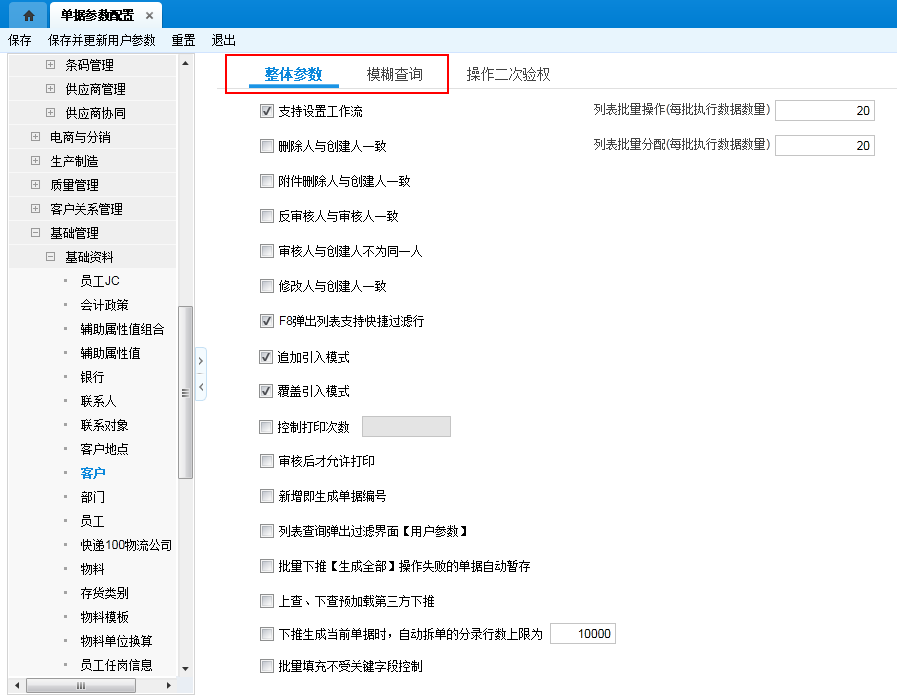 单据参数配置
保存 保存并更新用户参数 重置 退出
条码管理
供应商管理
供应商协同
电商与分销
生产制造
质量管理
客户关系管理
基础管理
基础资料
员工JC
会计政策
辅助属性值组合
辅助属性值
银行
联系人
联系对象
客户地点
客户
部门
员工
快递100物流公司
物料
存货类别
物料模板
物料单位换算
员工任岗信息
整体参数 模糊查询 操作二次验权
支持设置工作流
删除人与创建人一致
附件删除人与创建人一致
反审核人与审核人一致
审核人与创建人不为同一人
修改人与创建人一致
F8弹出列表支持快捷过滤行
追加引入模式
覆盖引入模式
控制打印次数
审核后才允许打印
新增即生成单据编号
列表查询弹出过滤界面【用户参数】
批量下推【生成全部】操作失败的单据自动暂存
上查、下查预加载第三方下推
下推生成当前单据时，自动拆单的分录行数上限为 10000
批量填充不受关键字段控制
列表批量操作(每批执行数据数量) 20
列表批量分配(每批执行数据数量) 20